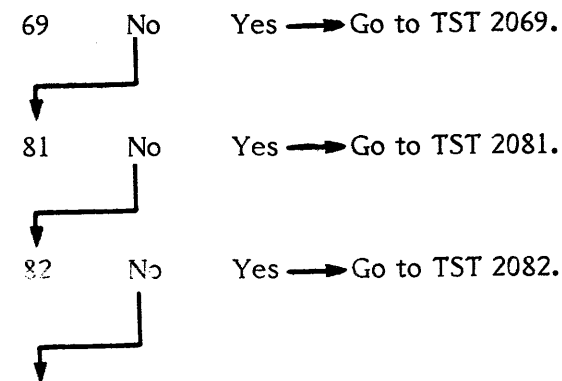 69 No Yes Go to TST 2069.
81 No Yes Go to TST 2081.
82 No Yes Go to TST 2082.